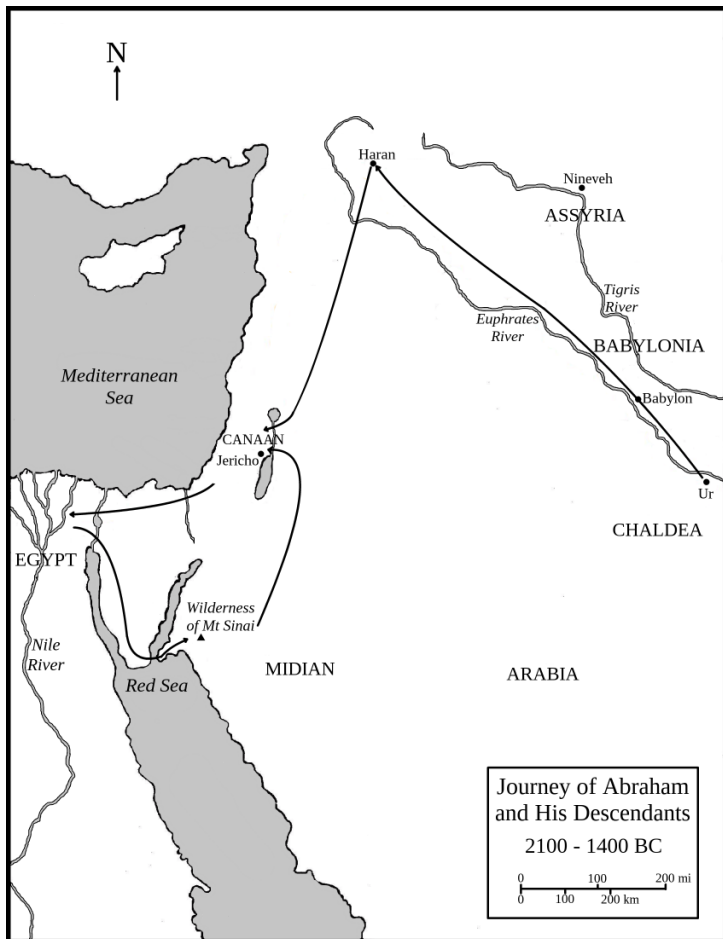 N
Haran
Nineveh
ASSYRIA
Tigris
River
Euphrates
River
BABYLONIA
Mediterranean
Sea
Babylon
CANAAN
Jericho
Ur
CHALDEA
EGYPT
Wilderness
of Mt Sinai
Nile
River
MIDIAN
ARABIA
Red Sea
Journey of Abraham
and His Descendants
2100 - 1400 BC
0 100 200 mi
0 100 200 km